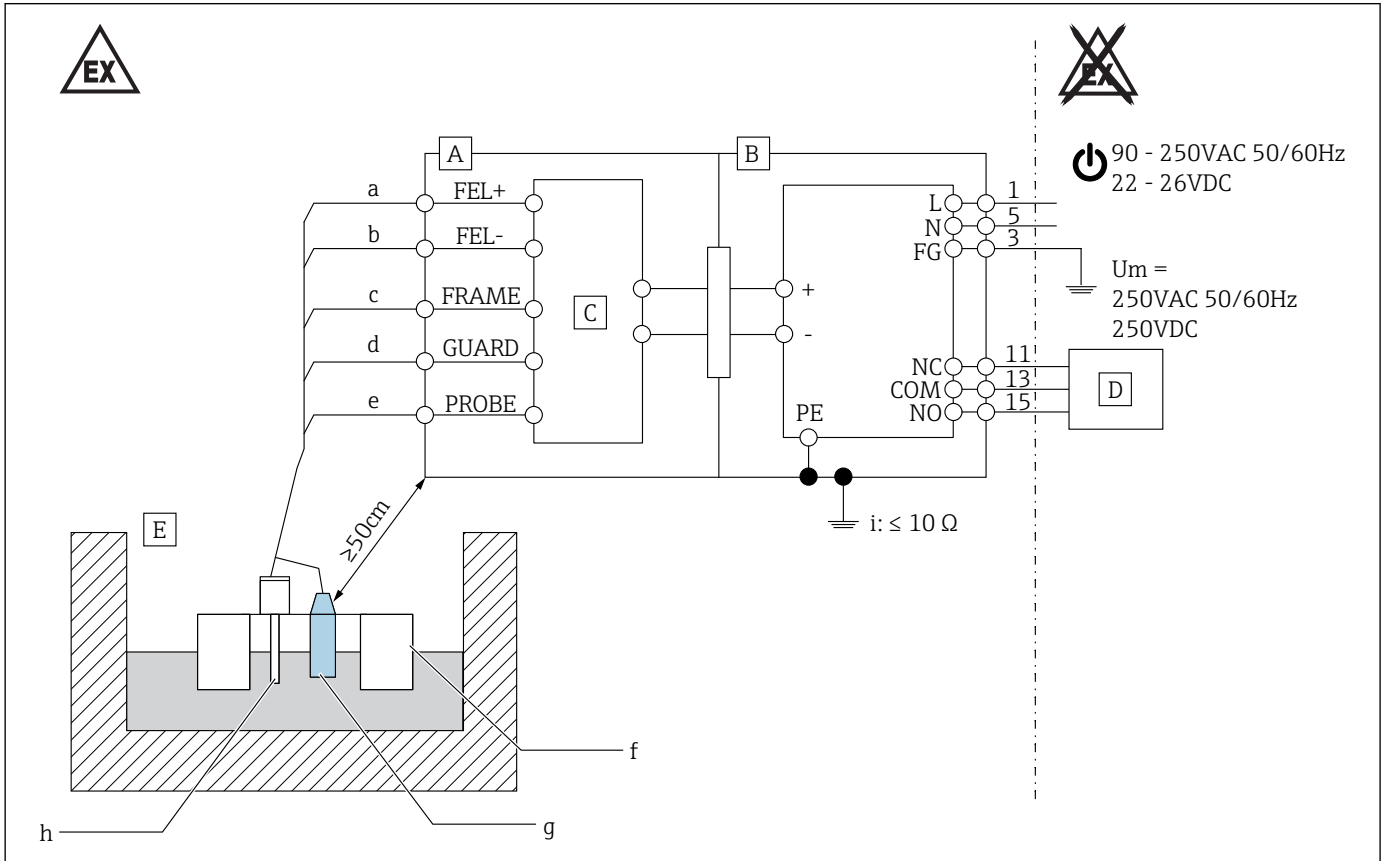 EX
EX
90 - 250VAC 50/60Hz
22 - 26VDC
A
B
a
FEL+
L
1
b
FEL-
N
5
FG
3
Um =
250VAC 50/60Hz
250VDC
c
FRAME
C
+
-
d
GUARD
NC
11
COM
13
D
e
PROBE
PE
NO
15
≥50cm
i: ≤ 10 Ω
E
f
g
h